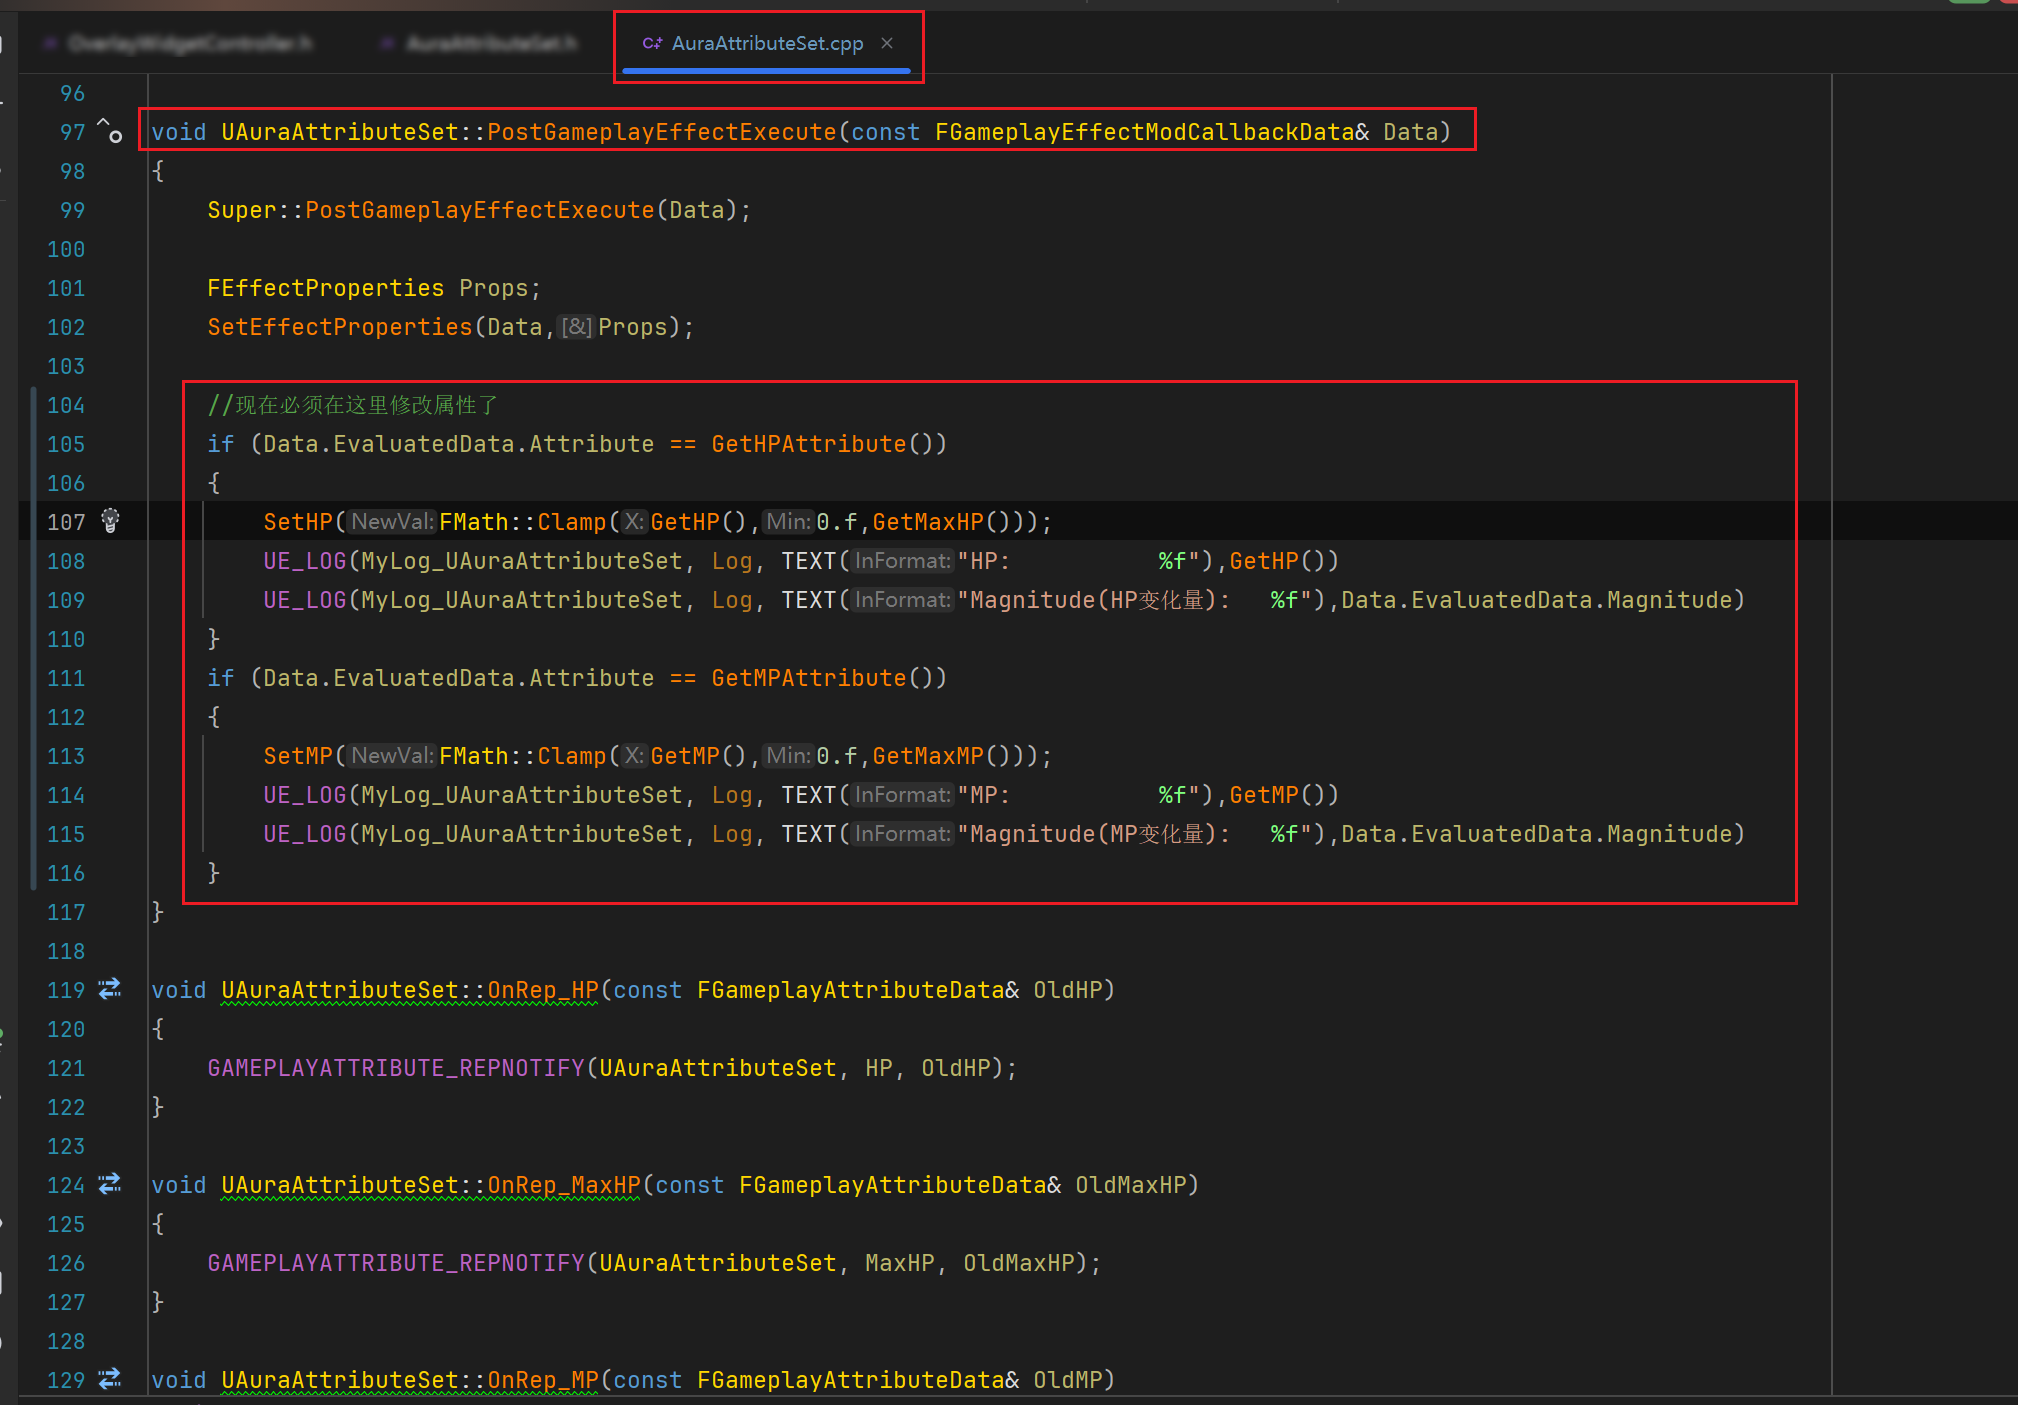 OverlayWidgetController.h AuraAttributeSet.h AuraAttributeSet.cpp
96
97 void UAuraAttributeSet::PostGameplayEffectExecute(const FGameplayEffectModCallbackData& Data)
98 {
99 Super::PostGameplayEffectExecute(Data);
100
101 FEffectProperties Props;
102 SetEffectProperties(Data,[&]Props);
103
104 //现在必须在这里修改属性了
105 if (Data.EvaluatedData.Attribute == GetHPAttribute())
106 {
107 SetHP(NewVal:FMath::Clamp(X:GetHP(),Min:0.f,GetMaxHP()));
108 UE_LOG(MyLog_UAuraAttributeSet, Log, TEXT(InFormat:"HP: %f"),GetHP())
109 UE_LOG(MyLog_UAuraAttributeSet, Log, TEXT(InFormat:"Magnitude(HP变化量): %f"),Data.EvaluatedData.Magnitude)
110 }
111 if (Data.EvaluatedData.Attribute == GetMPAttribute())
112 {
113 SetMP(NewVal:FMath::Clamp(X:GetMP(),Min:0.f,GetMaxMP()));
114 UE_LOG(MyLog_UAuraAttributeSet, Log, TEXT(InFormat:"MP: %f"),GetMP())
115 UE_LOG(MyLog_UAuraAttributeSet, Log, TEXT(InFormat:"Magnitude(MP变化量): %f"),Data.EvaluatedData.Magnitude)
116 }
117 }
118
119 void UAuraAttributeSet::OnRep_HP(const FGameplayAttributeData& OldHP)
120 {
121 GAMEPLAYATTRIBUTE_REPNOTIFY(UAuraAttributeSet, HP, OldHP);
122 }
123
124 void UAuraAttributeSet::OnRep_MaxHP(const FGameplayAttributeData& OldMaxHP)
125 {
126 GAMEPLAYATTRIBUTE_REPNOTIFY(UAuraAttributeSet, MaxHP, OldMaxHP);
127 }
128
129 void UAuraAttributeSet::OnRep_MP(const FGameplayAttributeData& OldMP)